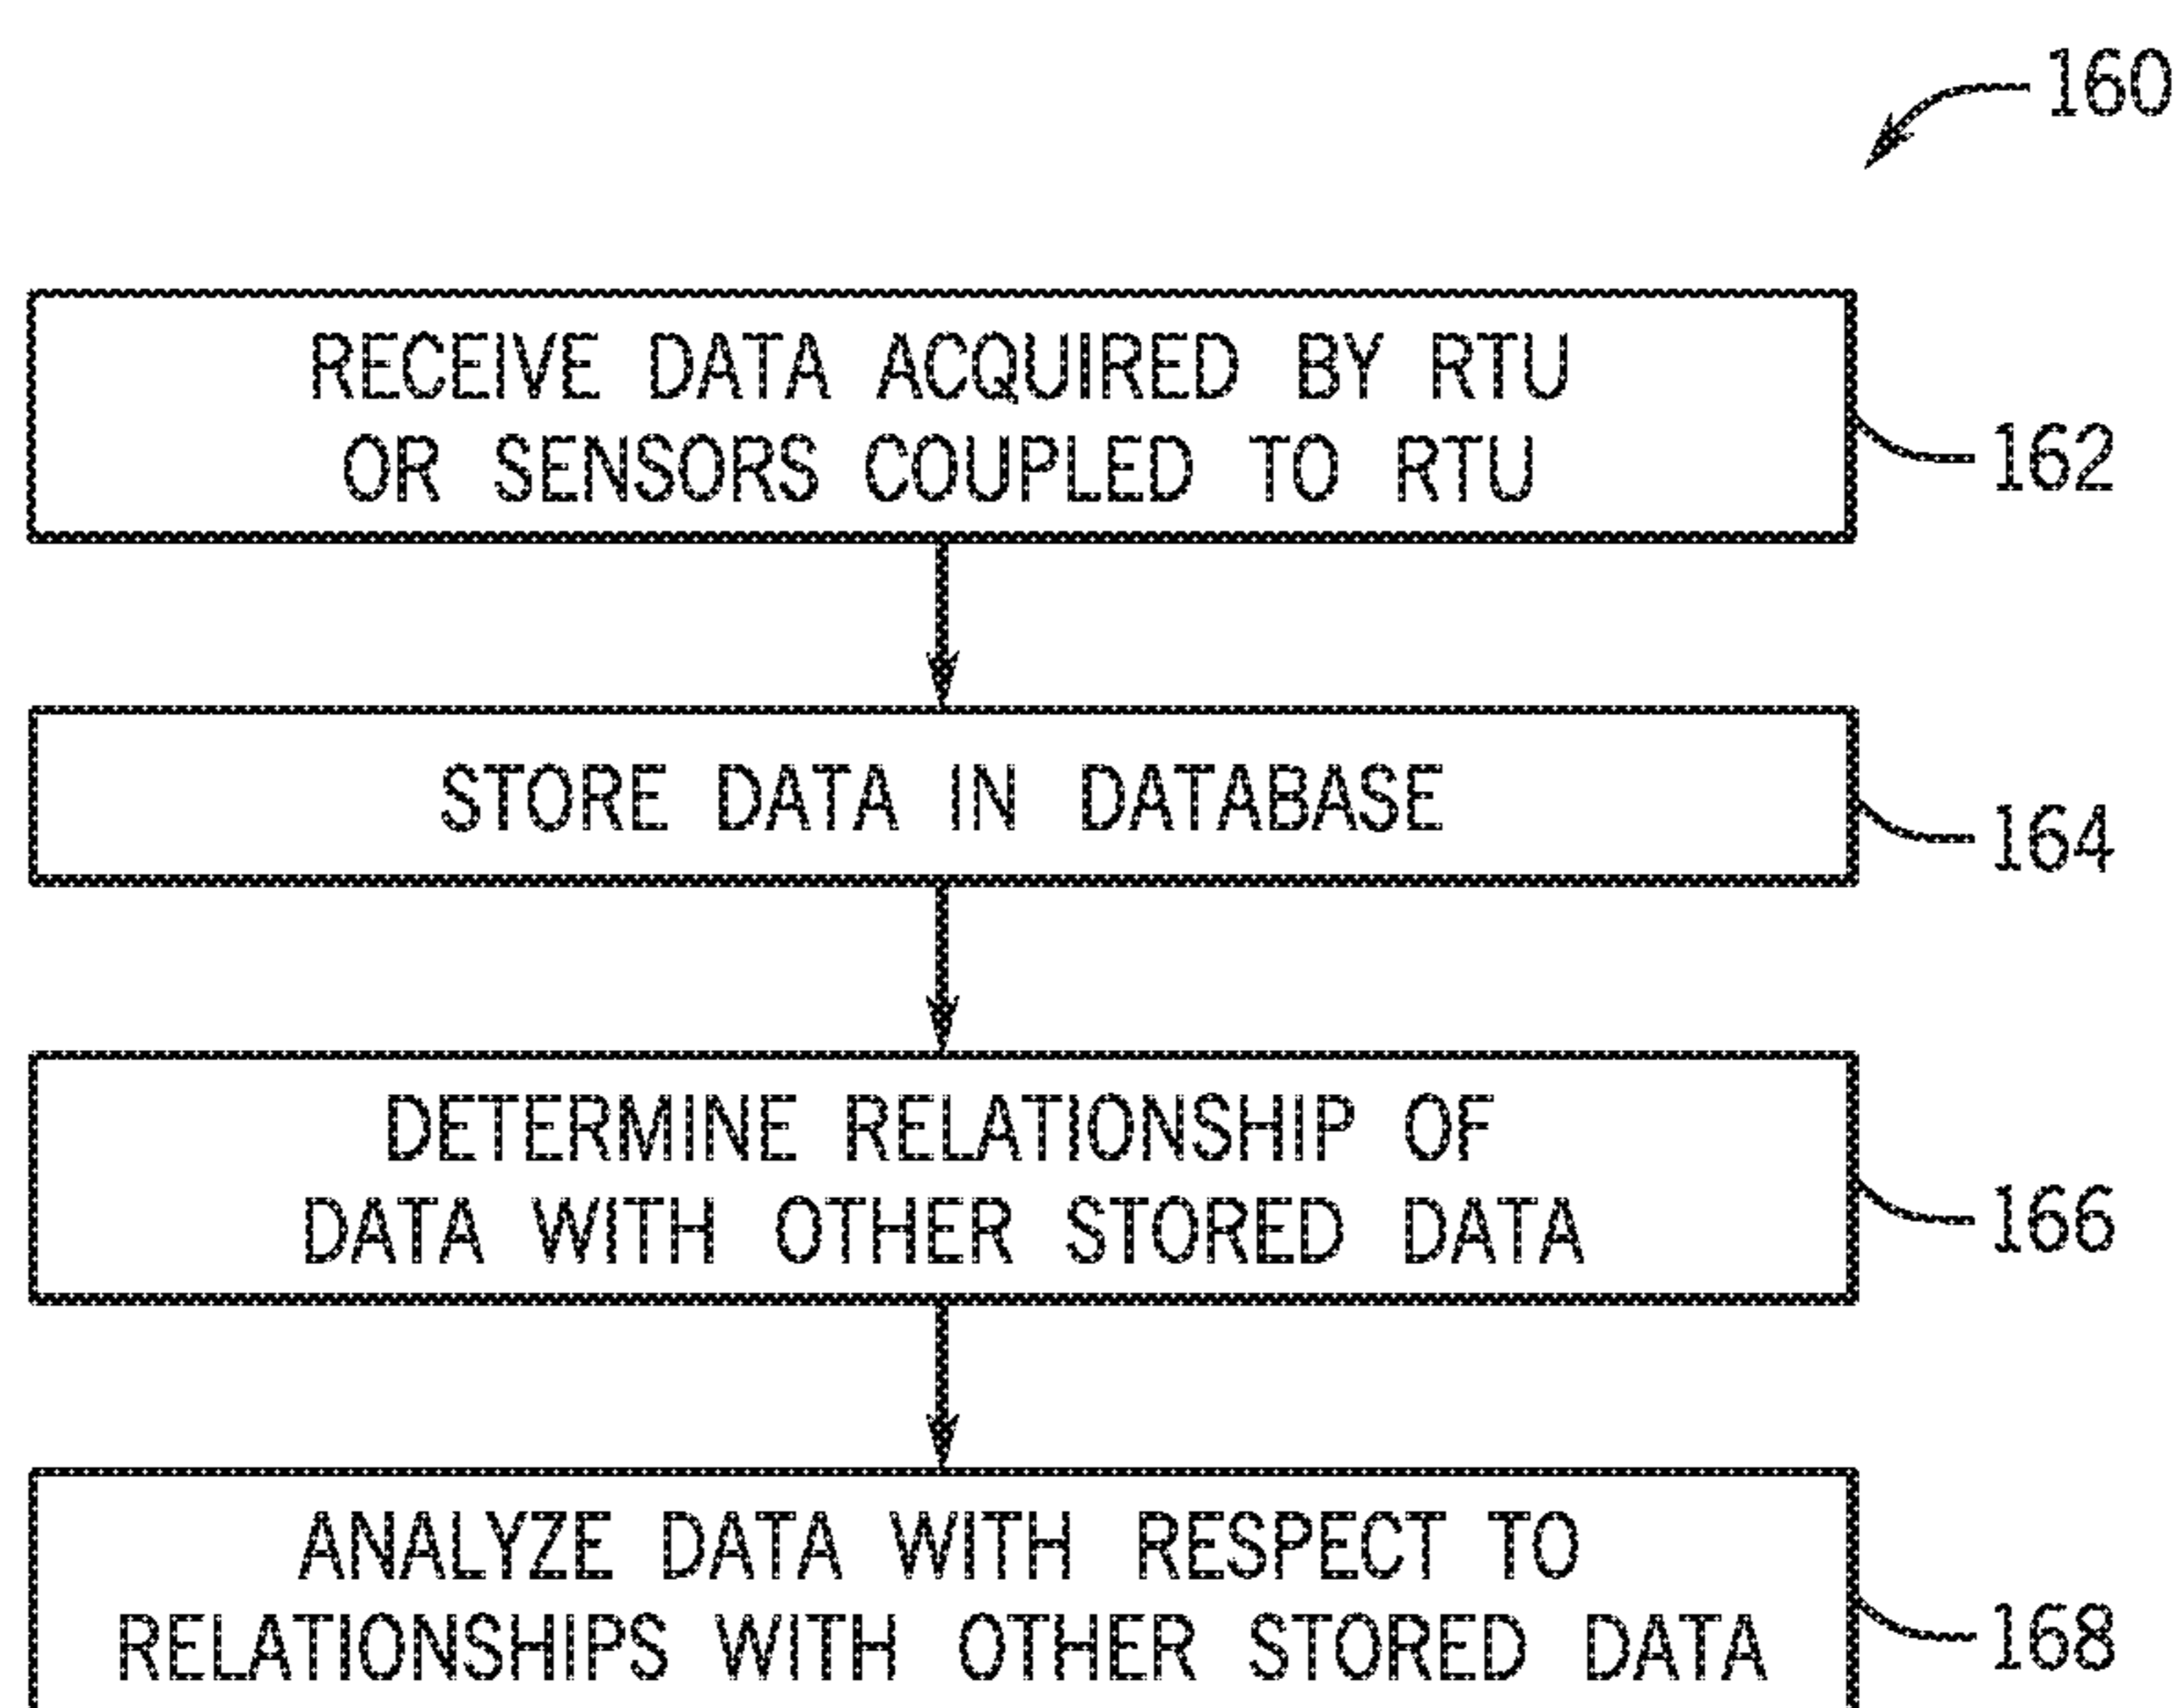 160
RECEIVE DATA ACQUIRED BY RTU
OR SENSORS COUPLED TO RTU
162
STORE DATA IN DATABASE
164
DETERMINE RELATIONSHIP OF
DATA WITH OTHER STORED DATA
166
ANALYZE DATA WITH RESPECT TO
RELATIONSHIPS WITH OTHER STORED DATA
168